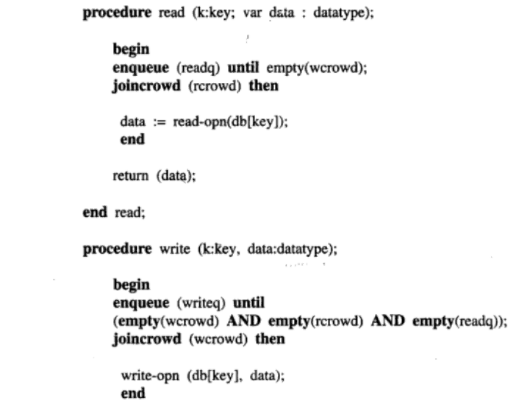 procedure read (k:key; var data : datatype);
begin
enqueue (readq) until empty(wcrowd);
joincrowd (rcrowd) then
data := read-opn(db[key]);
end
return (data);
end read;
procedure write (k:key, data:datatype);
begin
enqueue (writeq) until
(empty(wcrowd) AND empty(rcrowd) AND empty(readq));
joincrowd (wcrowd) then
write-opn (db[key], data);
end